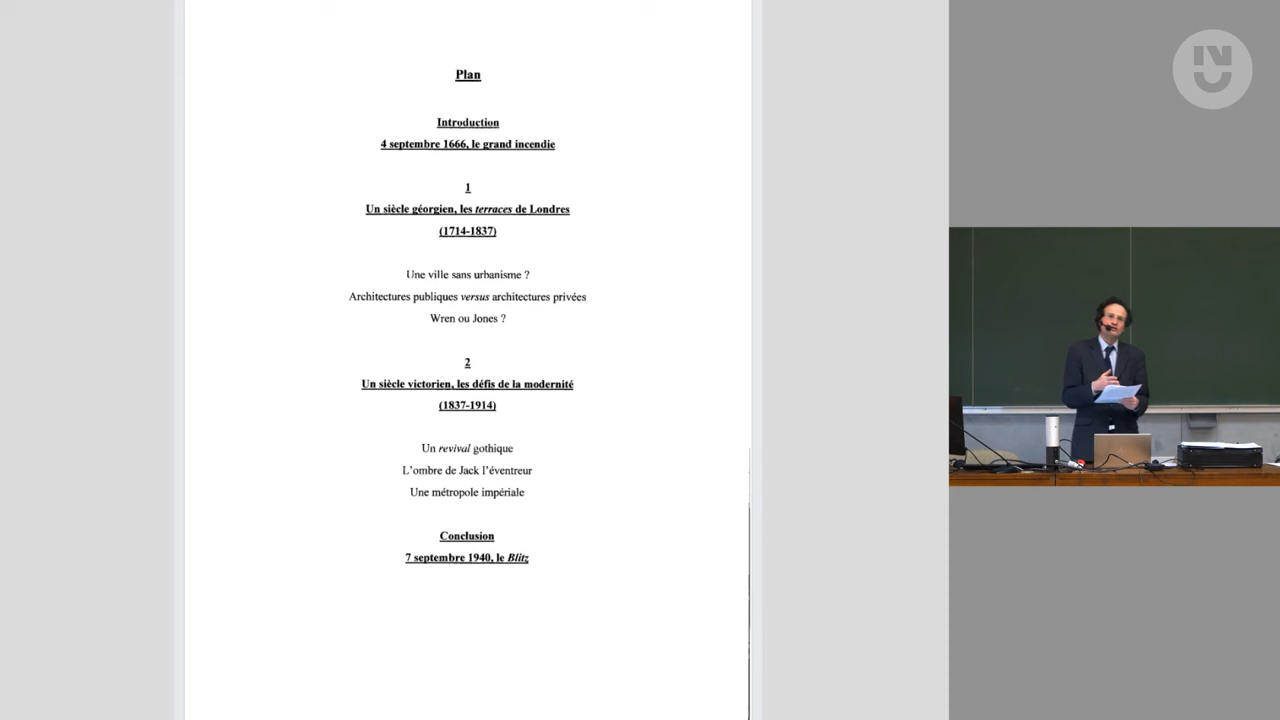 Plan
Introduction
4 septembre 1666, le grand incendie
1
Un siècle géorgien, les terraces de Londres
(1714-1837)
Une ville sans urbanisme ?
Architectures publiques versus architectures privées
Wren ou Jones ?
2
Un siècle victorien, les défis de la modernité
(1837-1914)
Un revival gothique
L'ombre de Jack l'éventreur
Une métropole impériale
Conclusion
7 septembre 1940, le Blitz